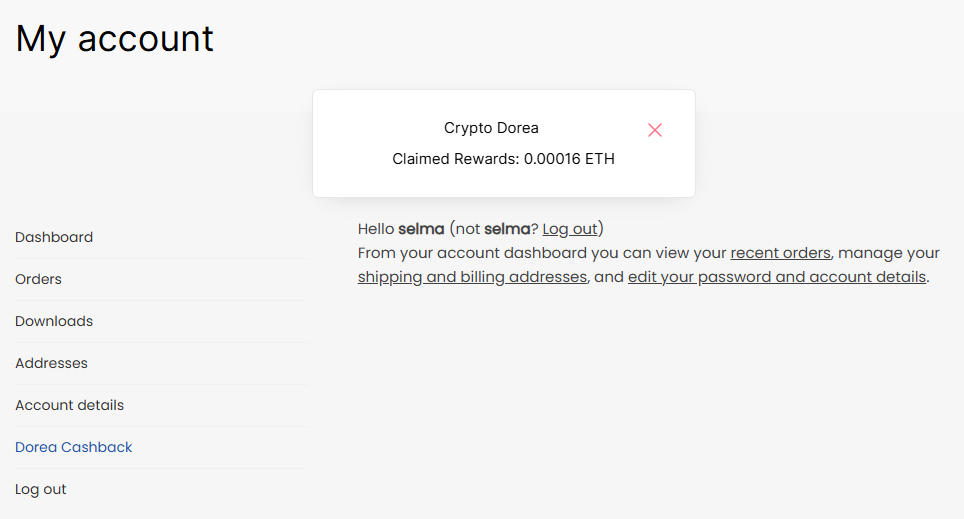 My account
Crypto Dorea
Claimed Rewards: 0.00016 ETH
Dashboard
Orders
Downloads
Addresses
Account details
Dorea Cashback
Log out
Hello selma (not selma? Log out)
From your account dashboard you can view your recent orders, manage your
shipping and billing addresses, and edit your password and account details.